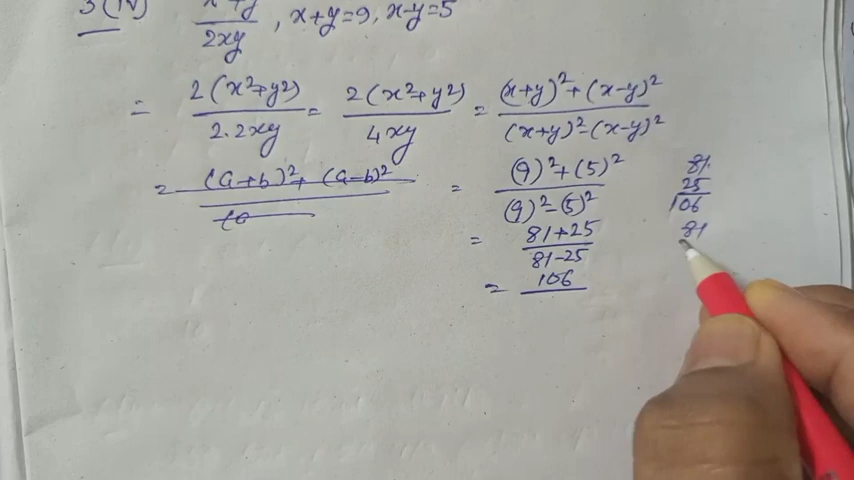 3(iv) x²+y²/2xy, x+y=9, x-y=5
= 2(x²+y²)/2.2xy = 2(x²+y²)/4xy = (x+y)²+(x-y)²/(x+y)²-(x-y)²
= (a+b)²+(a-b)²/(a = (9)²+(5)²/(9)²-(5)²
= 81+25/81-25
= 106
81
25
106
81